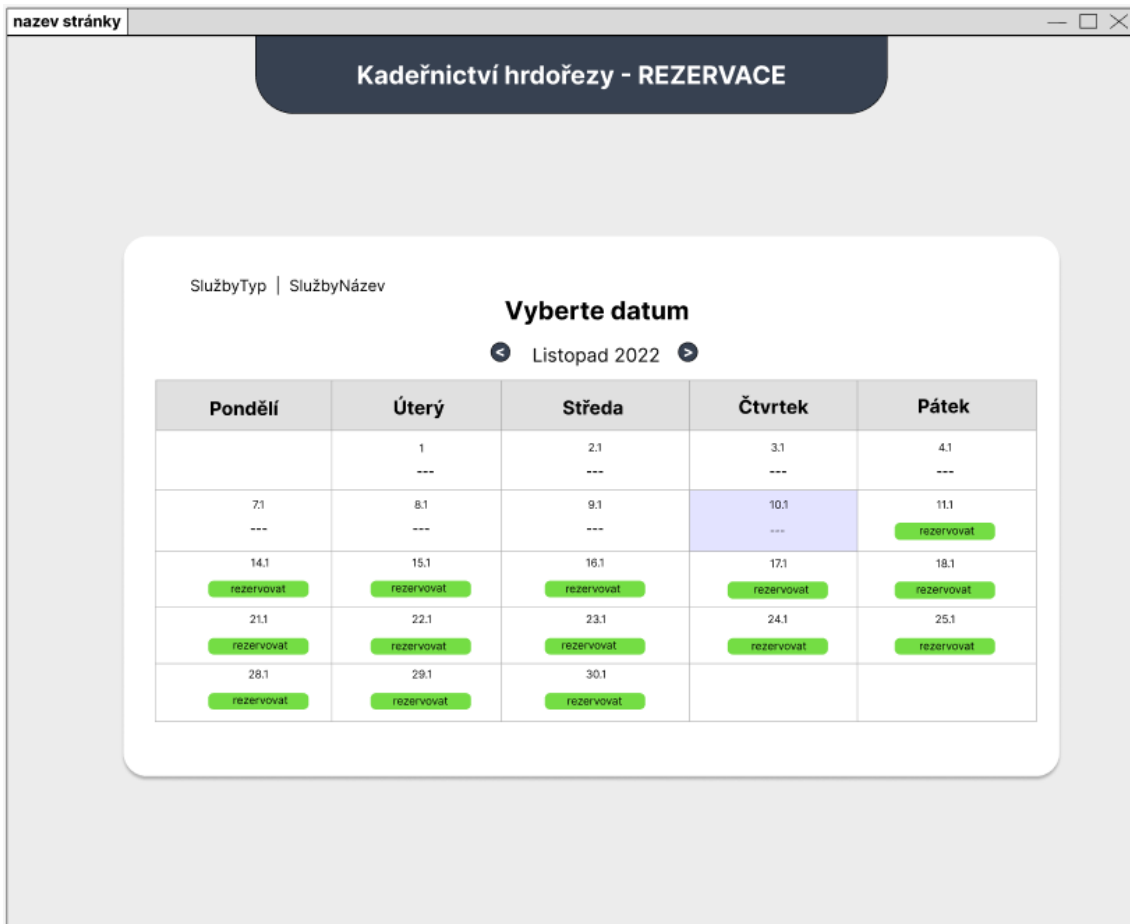 nazev stránky
Kadeřnictví hrdořezy - REZERVACE
SlužbyTyp | SlužbyNázev
Vyberte datum
< Listopad 2022 >
Pondělí Úterý Středa Čtvrtek Pátek
1 2.1 3.1 4.1
--- --- --- ---
7.1 8.1 9.1 10.1 11.1
--- --- --- --- rezervovat
14.1 15.1 16.1 17.1 18.1
rezervovat rezervovat rezervovat rezervovat rezervovat
21.1 22.1 23.1 24.1 25.1
rezervovat rezervovat rezervovat rezervovat rezervovat
28.1 29.1 30.1
rezervovat rezervovat rezervovat